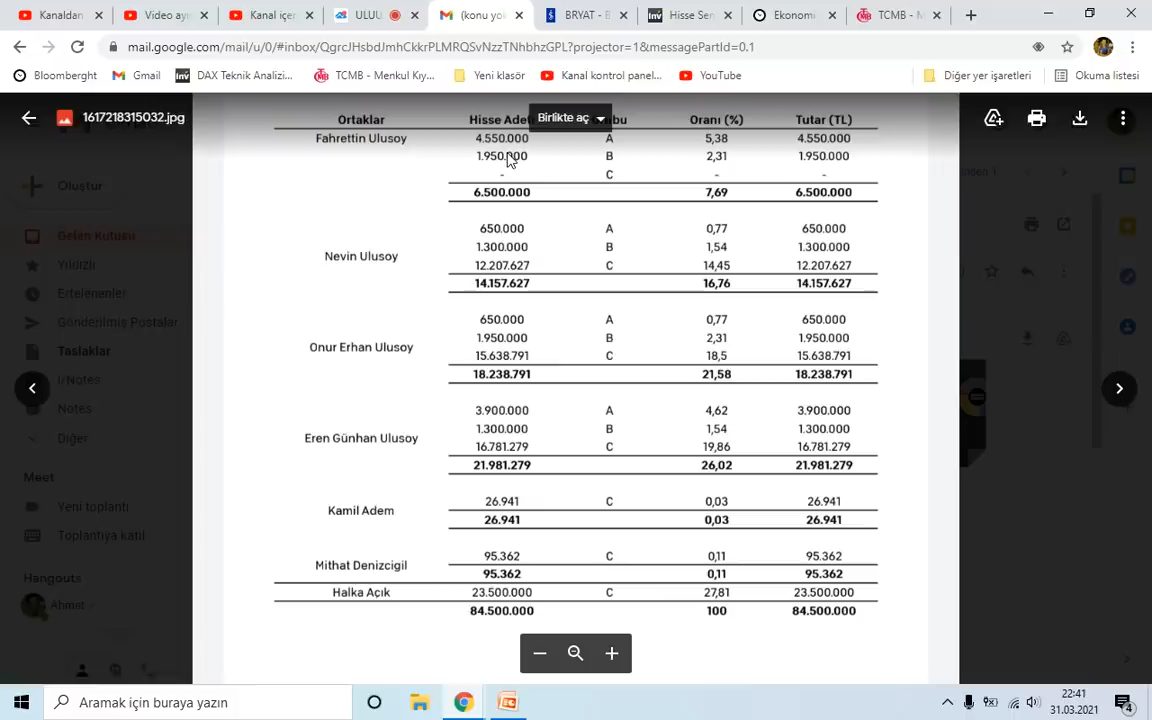 Kanaldan
Video ayr
Kanal içer
ULUU
(konu yok
BRYAT - B
Hisse Sen
Ekonomi
TCMB - M
mail.google.com/mail/u/0/#inbox/QgrcJHsbdJmhCkkrPLMRQSvNzzTNhbhzGPL?projector=1&messagePartId=0.1
Bloomberght
Gmail
DAX Teknik Analizi...
TCMB - Menkul Kıy...
Yeni klasör
Kanal kontrol panel...
YouTube
Diğer yer işaretleri
Okuma listesi
1617218315032.jpg
Birlikte aç
Ortaklar Hisse Adeti Oranı (%) Tutar (TL)
Fahrettin Ulusoy 4.550.000 A 5,38 4.550.000
1.950.000 B 2,31 1.950.000
- C - -
6.500.000 7,69 6.500.000
650.000 A 0,77 650.000
Nevin Ulusoy 1.300.000 B 1,54 1.300.000
12.207.627 C 14,45 12.207.627
14.157.627 16,76 14.157.627
650.000 A 0,77 650.000
Onur Erhan Ulusoy 1.950.000 B 2,31 1.950.000
15.638.791 C 18,5 15.638.791
18.238.791 21,58 18.238.791
3.900.000 A 4,62 3.900.000
Eren Günhan Ulusoy 1.300.000 B 1,54 1.300.000
16.781.279 C 19,86 16.781.279
21.981.279 26,02 21.981.279
Kamil Adem 26.941 C 0,03 26.941
26.941 0,03 26.941
Mithat Denizcigil 95.362 C 0,11 95.362
95.362 0,11 95.362
Halka Açık 23.500.000 C 27,81 23.500.000
84.500.000 100 84.500.000
Oluştur
Gelen Kutusu
Yıldızlı
Ertelenenler
Gönderilmiş Postalar
Taslaklar
I/Notes
Notes
Diğer
Meet
Yeni toplantı
Toplantıya katıl
Hangouts
Ahmet
Aramak için buraya yazın
22:41
31.03.2021
4